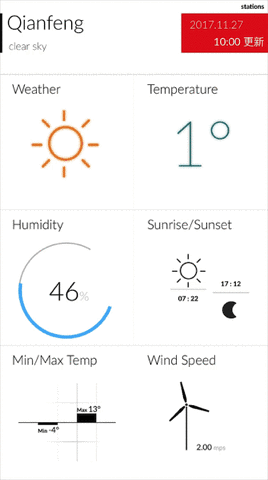 stations
Qianfeng
clear sky
2017.11.27
10:00 更新
Weather
Temperature
1°
Humidity
46%
Sunrise/Sunset
07 : 22
17 : 12
Min/Max Temp
Max 13°
Min -4°
Wind Speed
2.00 mps